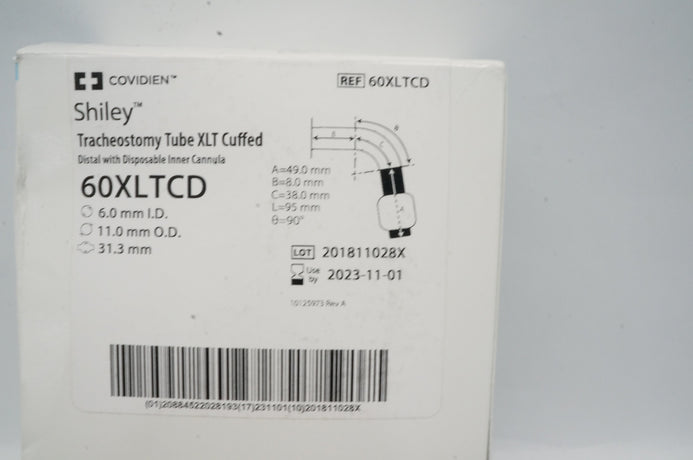 COVIDIEN™
REF 60XLTCD
Shiley™
Tracheostomy Tube XLT Cuffed
Distal with Disposable Inner Cannula
60XLTCD
6.0 mm I.D.
11.0 mm O.D.
31.3 mm
A
B
C
A=49.0 mm
B=8.0 mm
C=38.0 mm
L=95 mm
θ=90°
LOT 201811028X
Use by 2023-11-01
10125973 Rev A
(01)20884522028193(17)231101(10)201811028X